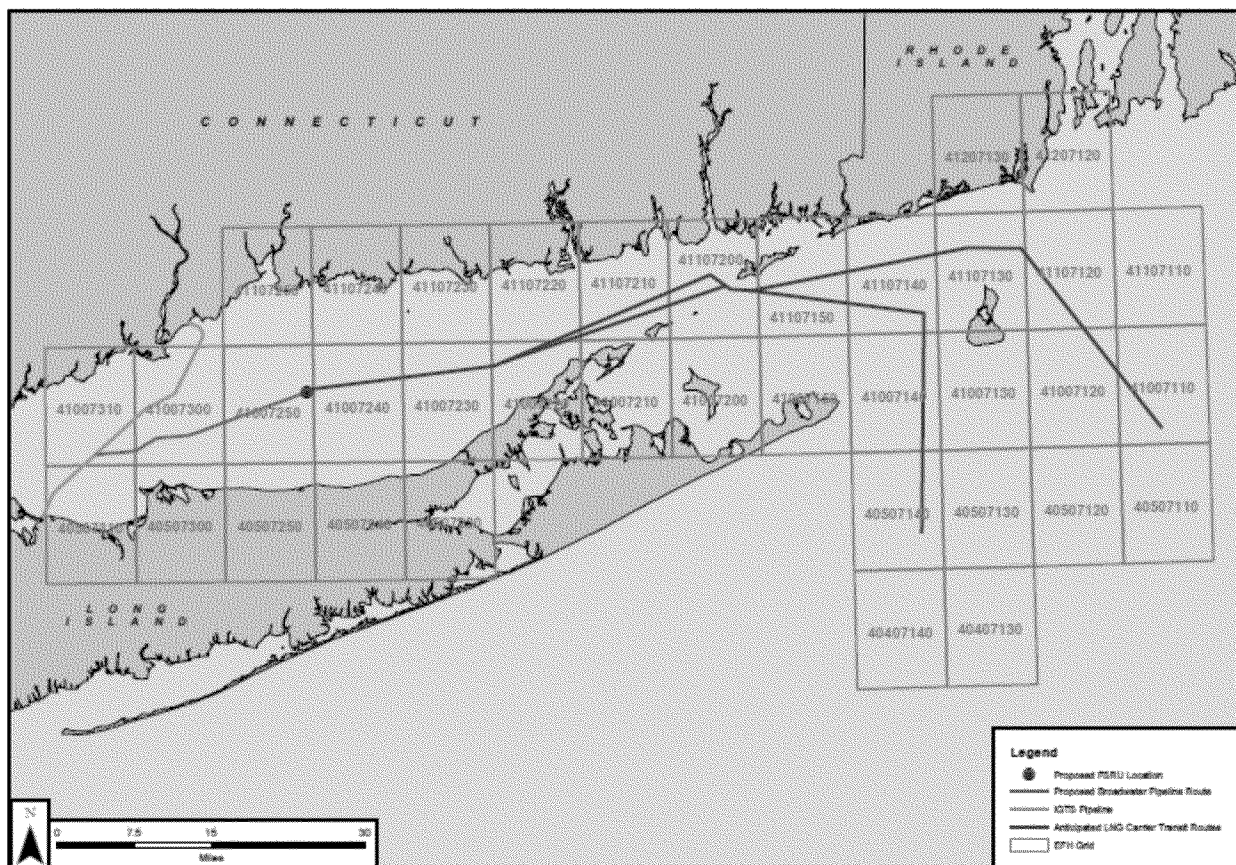 RHODE
ISLAND
CONNECTICUT
41207130 41207120
41107200
41107220 41107210 41107140 41107130 41107120 41107110
41107150
41007310 41007300 41007250 41007240 41007230 41007210 41007200 41007140 41007130 41007120 41007110
40507300 40507250 40507140 40507130 40507120 40507110
LONG
ISLAND
40407140 40407130
Legend
Proposed FSRU Location
Proposed Broadwater Pipeline Route
IGTS Pipeline
Anticipated LNG Carrier Transit Routes
EFH Grid
N
0 7.5 15 30
Miles